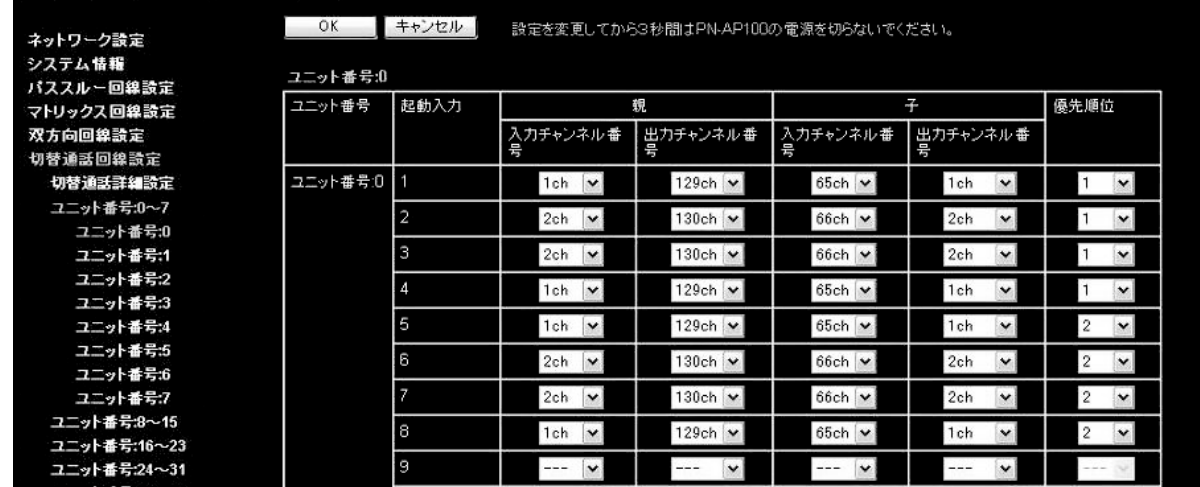 OK キャンセル 設定を変更してから3秒間はPN-AP100の電源を切らないでください。
ネットワーク設定
システム情報
パススルー回線設定
マトリックス回線設定
双方向回線設定
切替通話回線設定
切替通話詳細設定
ユニット番号:0～7
ユニット番号:0
ユニット番号:1
ユニット番号:2
ユニット番号:3
ユニット番号:4
ユニット番号:5
ユニット番号:6
ユニット番号:7
ユニット番号:8～15
ユニット番号:16～23
ユニット番号:24～31
ユニット番号:0
ユニット番号 起動入力 親 子 優先順位
入力チャンネル番号 出力チャンネル番号 入力チャンネル番号 出力チャンネル番号
ユニット番号:0 1 1ch 129ch 65ch 1ch 1
2 2ch 130ch 66ch 2ch 1
3 2ch 130ch 66ch 2ch 1
4 1ch 129ch 65ch 1ch 1
5 1ch 129ch 65ch 1ch 2
6 2ch 130ch 66ch 2ch 2
7 2ch 130ch 66ch 2ch 2
8 1ch 129ch 65ch 1ch 2
9 --- --- --- --- ---